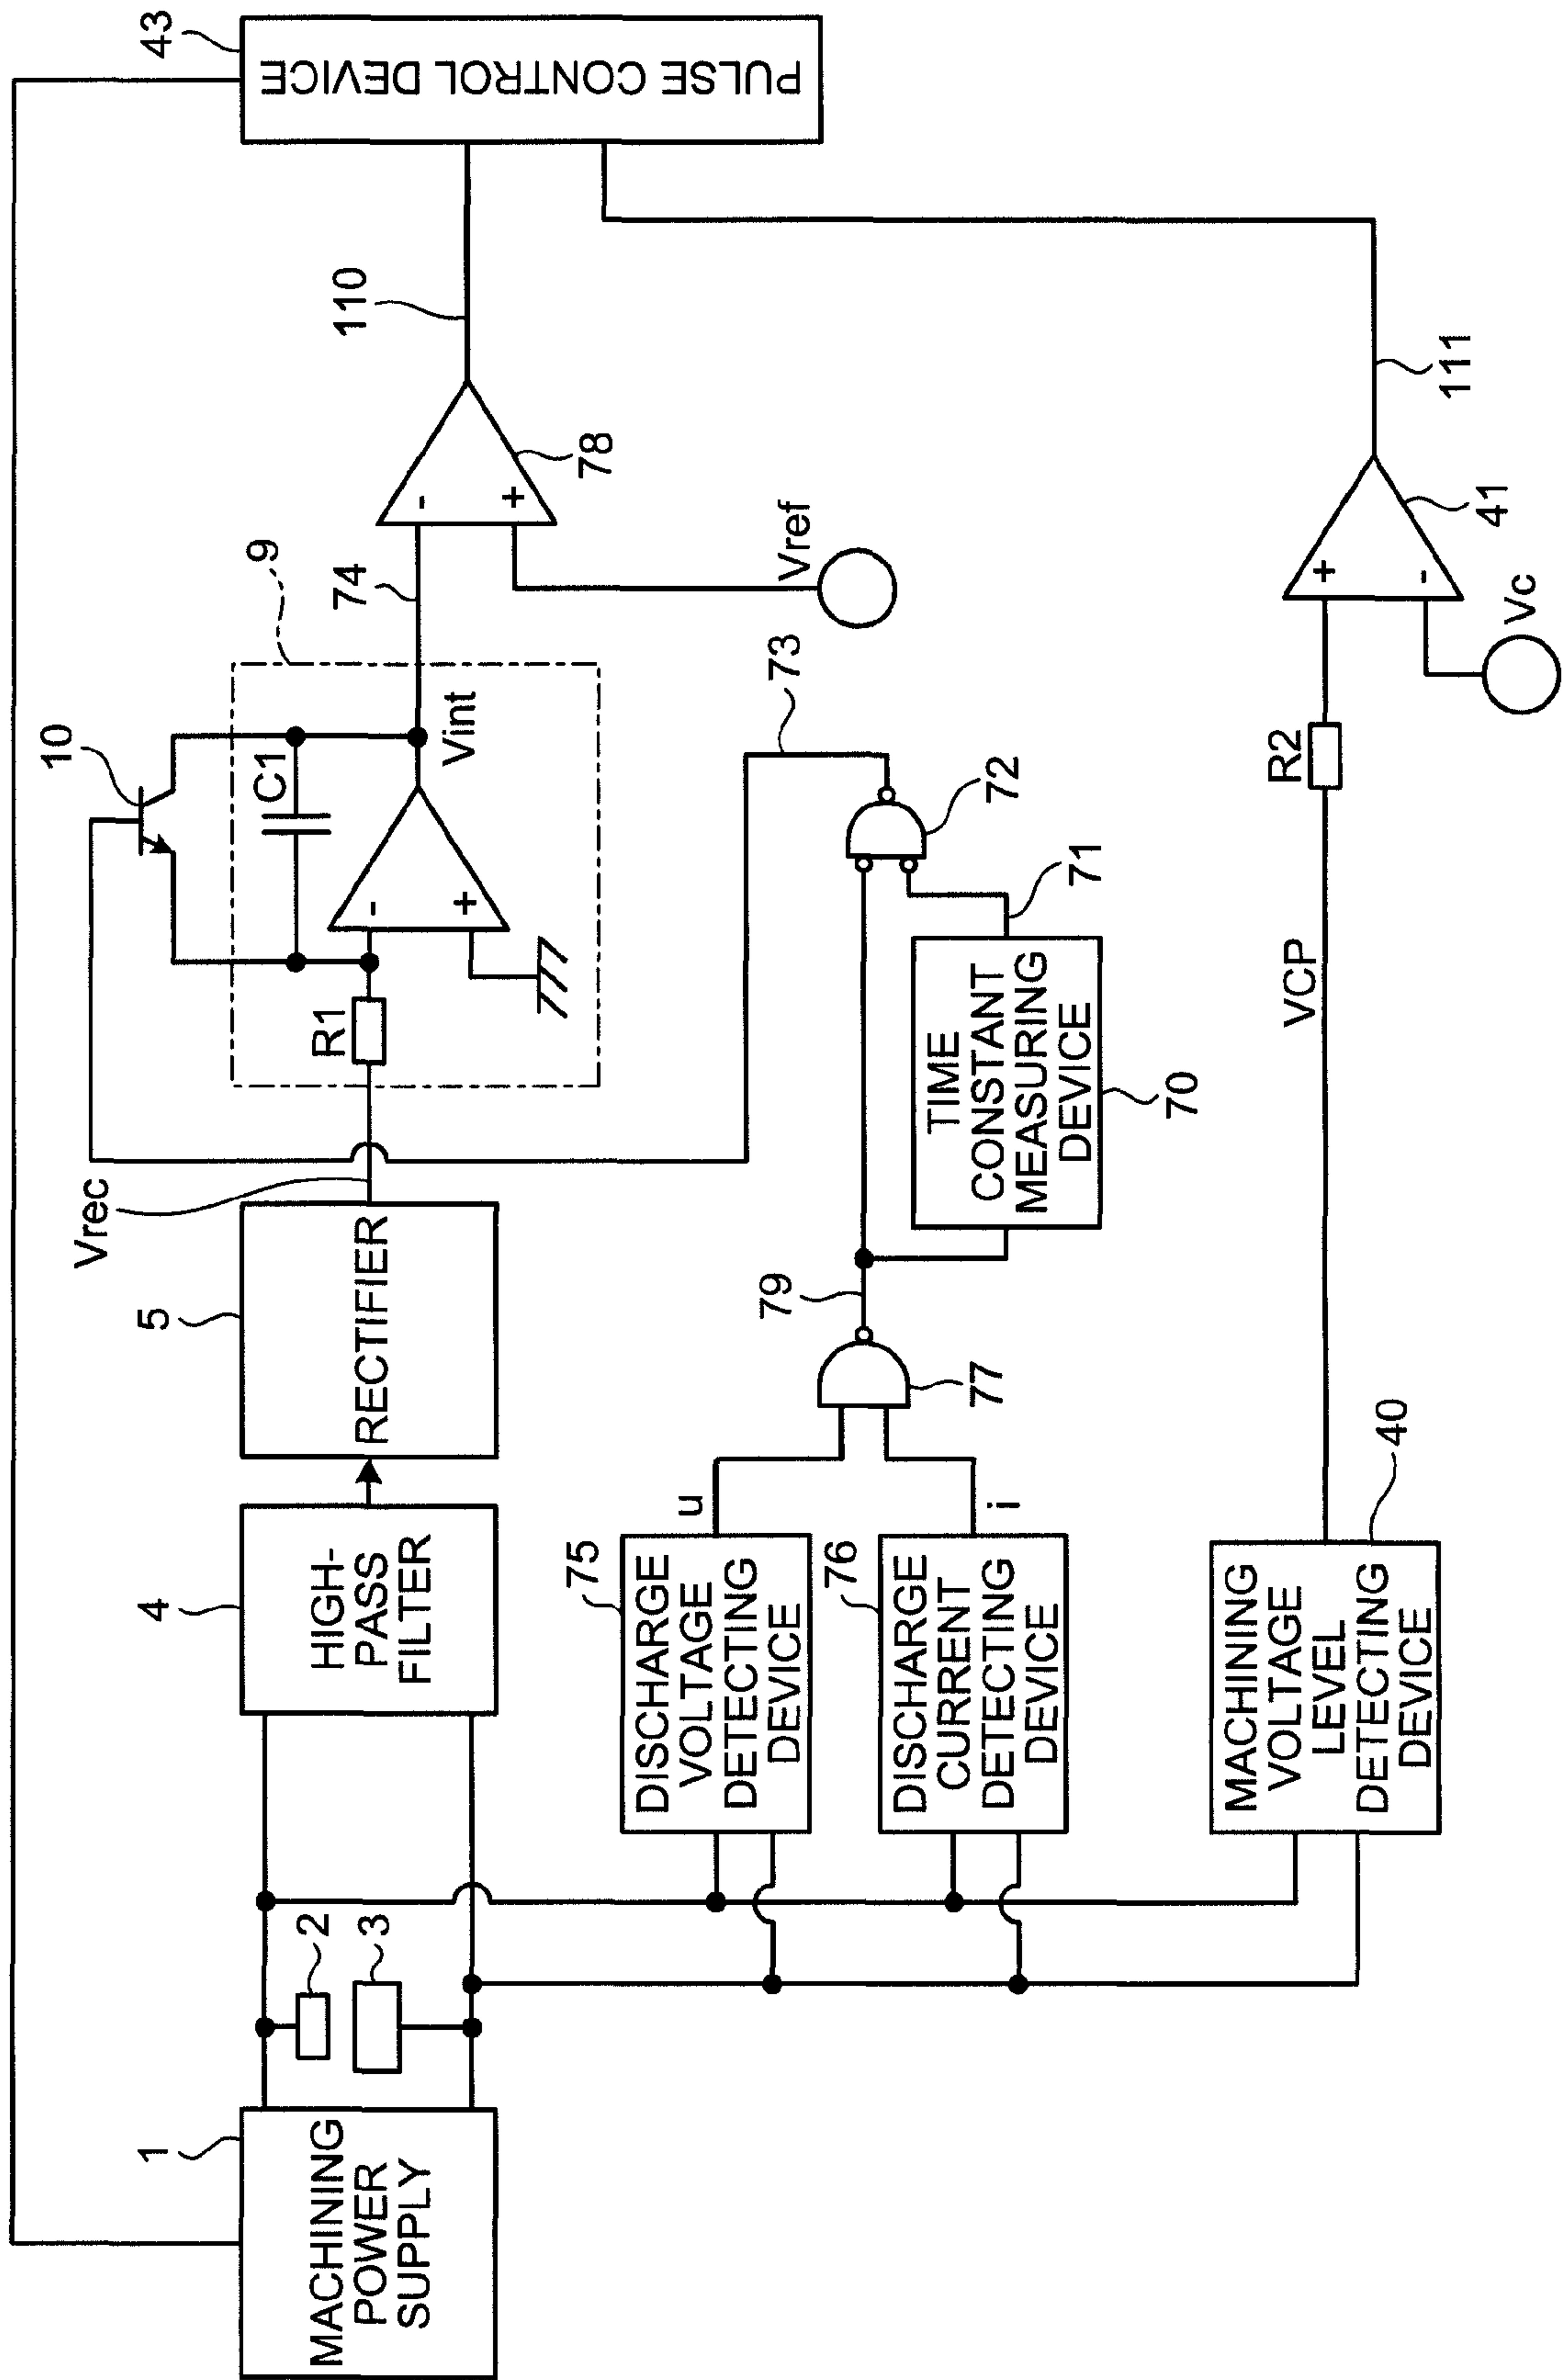 1
MACHINING
POWER
SUPPLY
2
3
4
HIGH-
PASS
FILTER
5
RECTIFIER
Vrec
R1
-
+
C1
10
Vint
9
74
-
+
78
Vref
110
43
PULSE CONTROL DEVICE
75
DISCHARGE
VOLTAGE
DETECTING
DEVICE
u
76
DISCHARGE
CURRENT
DETECTING
DEVICE
i
77
79
TIME
CONSTANT
MEASURING
DEVICE
70
71
72
73
MACHINING
VOLTAGE
LEVEL
DETECTING
DEVICE
40
VCP
R2
+
-
41
Vc
111